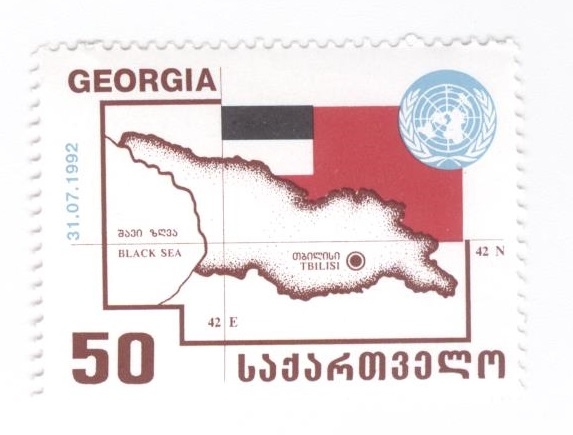 GEORGIA
31.07.1992
შავი ზღვა
BLACK SEA
თბილისი
TBILISI
42 N
42 E
50
საქართველო